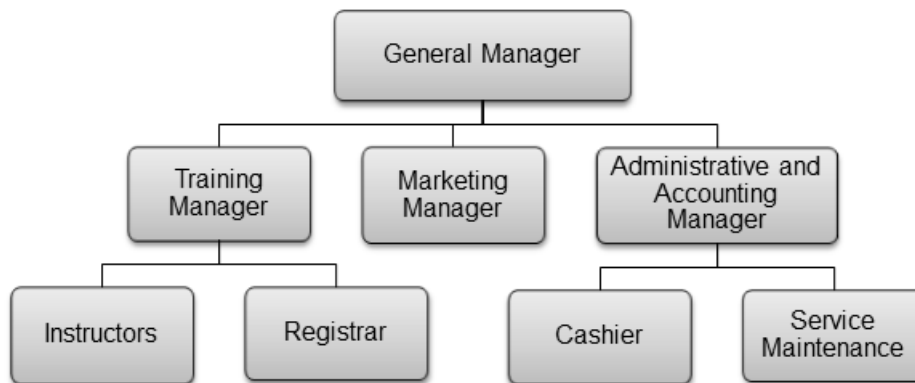 General Manager
Training
Manager
Marketing
Manager
Administrative and
Accounting
Manager
Instructors
Registrar
Cashier
Service
Maintenance